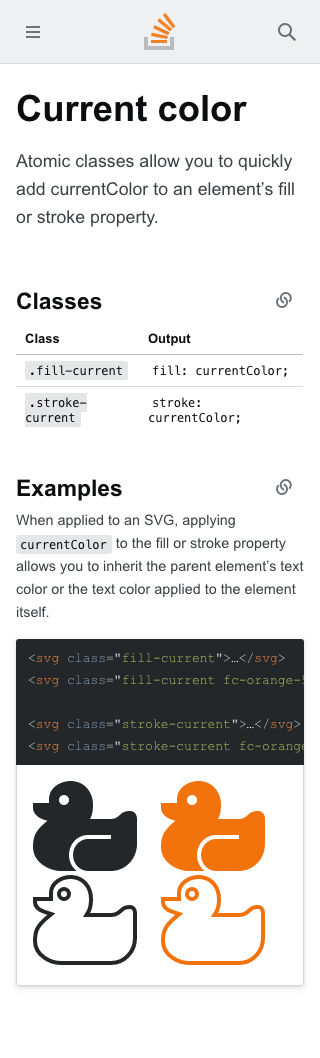 Current color
Atomic classes allow you to quickly
add currentColor to an element’s fill
or stroke property.
Classes
Class Output
.fill-current fill: currentColor;
.stroke- stroke:
current currentColor;
Examples
When applied to an SVG, applying
currentColor to the fill or stroke property
allows you to inherit the parent element’s text
color or the text color applied to the element
itself.
<svg class="fill-current">…</svg>
<svg class="fill-current fc-orange-
<svg class="stroke-current">…</svg>
<svg class="stroke-current fc-orange